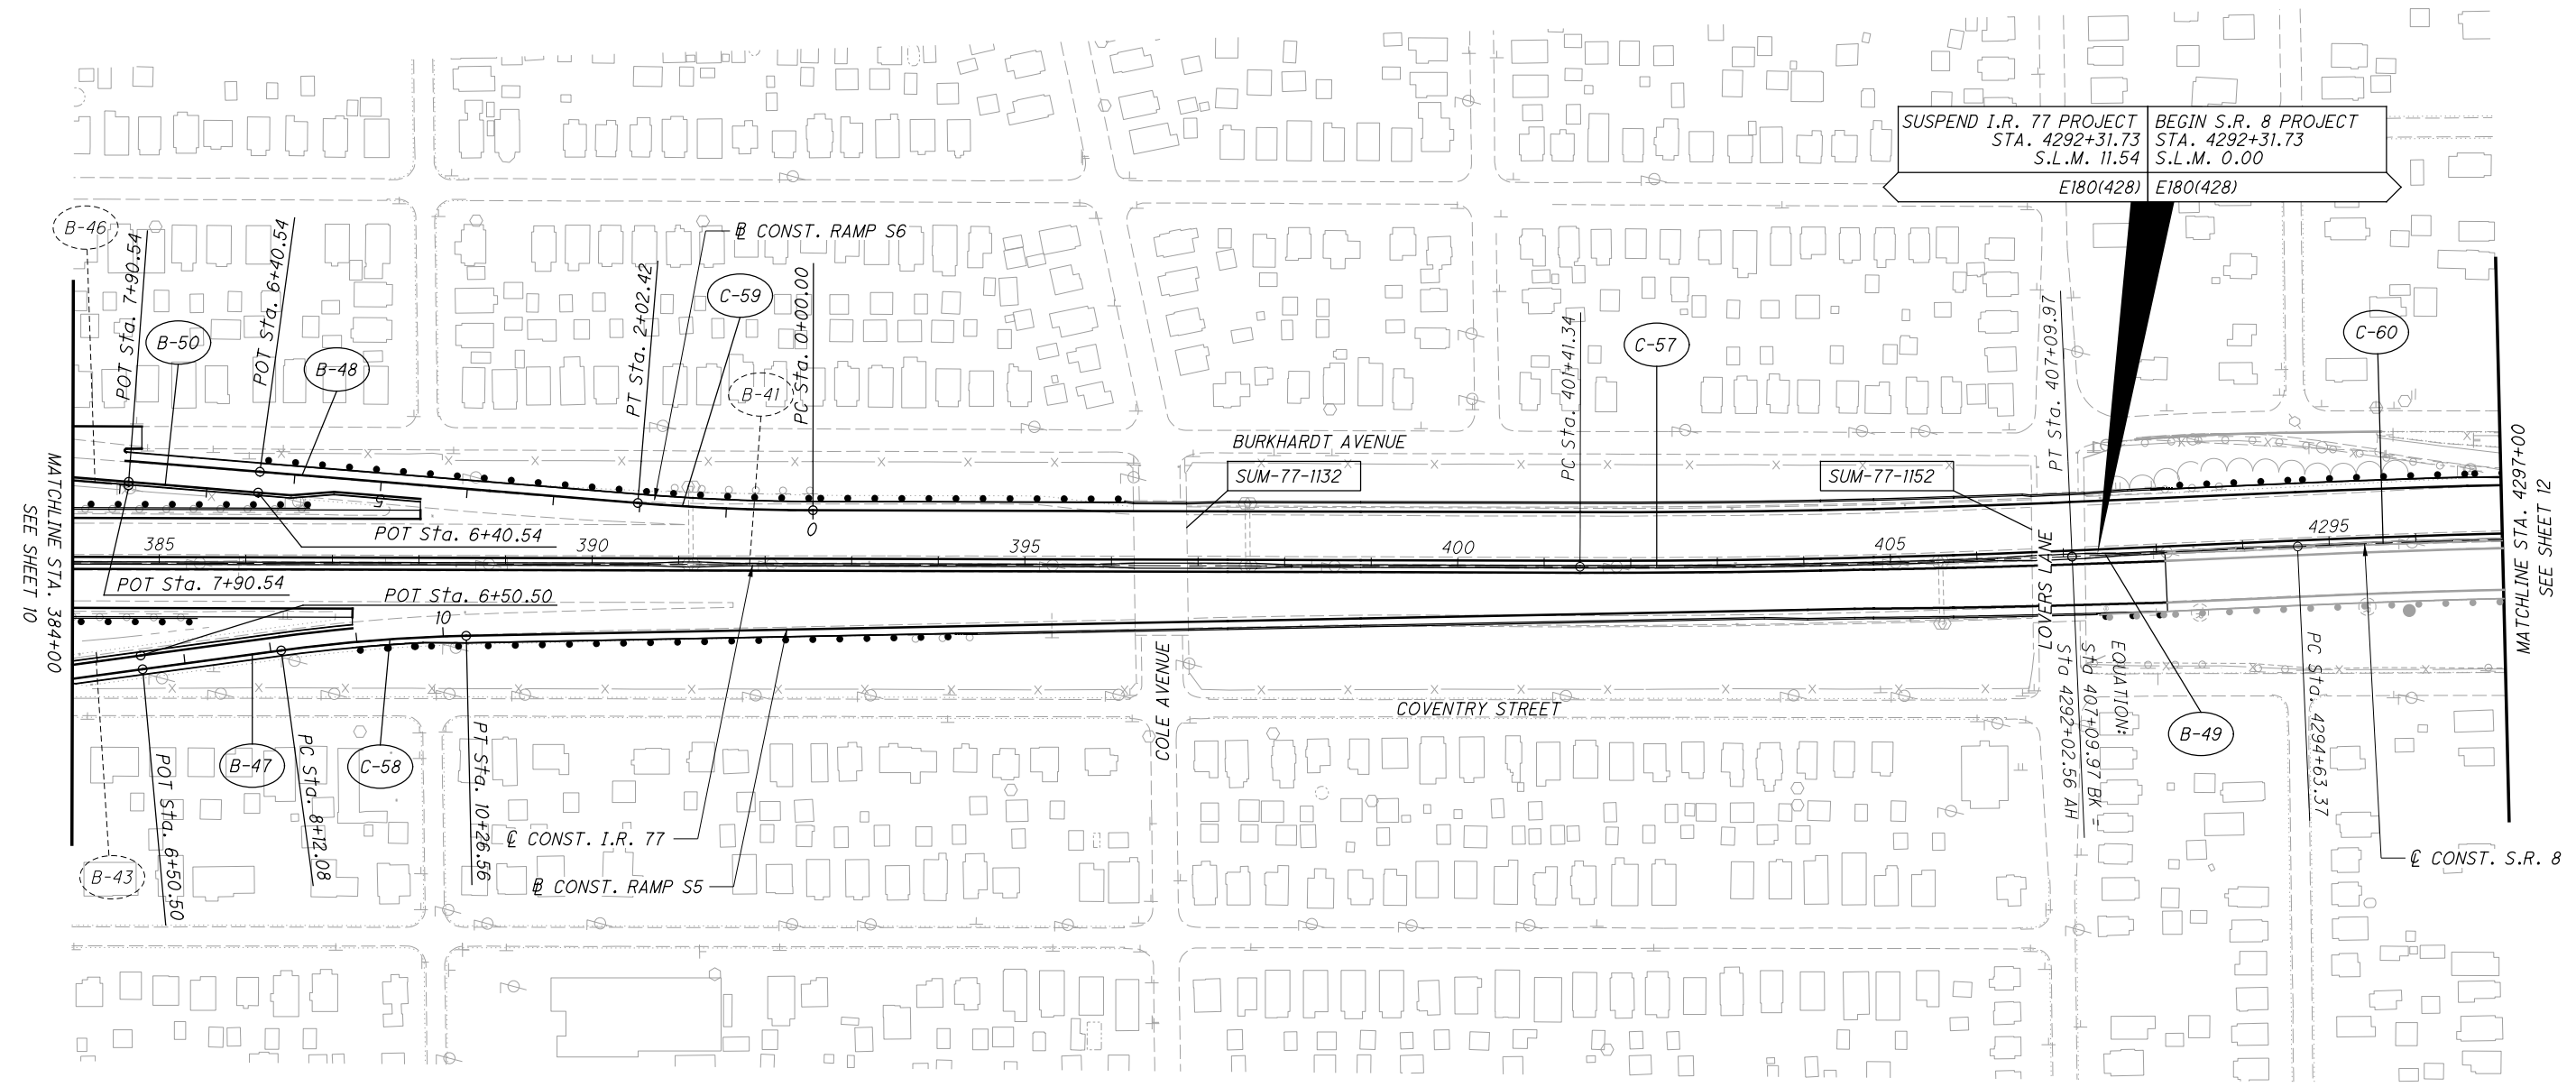 SUSPEND I.R. 77 PROJECT
STA. 4292+31.73
S.L.M. 11.54
BEGIN S.R. 8 PROJECT
STA. 4292+31.73
S.L.M. 0.00
E180(428)
E180(428)
B-46
POT Sta. 7+90.54
POT Sta. 6+40.54
B-50
B-48
PT Sta. 2+02.42
℄ CONST. RAMP S6
C-59
B-41
PC Sta. 0+00.00
PC Sta. 401+41.34
C-57
PT Sta. 407+09.97
C-60
BURKHARDT AVENUE
SUM-77-1132
SUM-77-1152
MATCHLINE STA. 384+00
SEE SHEET 10
MATCHLINE STA. 4297+00
SEE SHEET 12
5
0
POT Sta. 6+40.54
385
390
395
400
405
4295
POT Sta. 7+90.54
POT Sta. 6+50.50
10
LOVERS LANE
COLE AVENUE
COVENTRY STREET
EQUATION:
Sta 407+09.97 BK =
Sta 4292+02.56 AH
PC Sta. 4294+63.37
B-49
B-47
C-58
POT Sta. 6+50.50
PC Sta. 8+12.08
PT Sta. 10+26.56
℄ CONST. I.R. 77
℄ CONST. RAMP S5
B-43
℄ CONST. S.R. 8